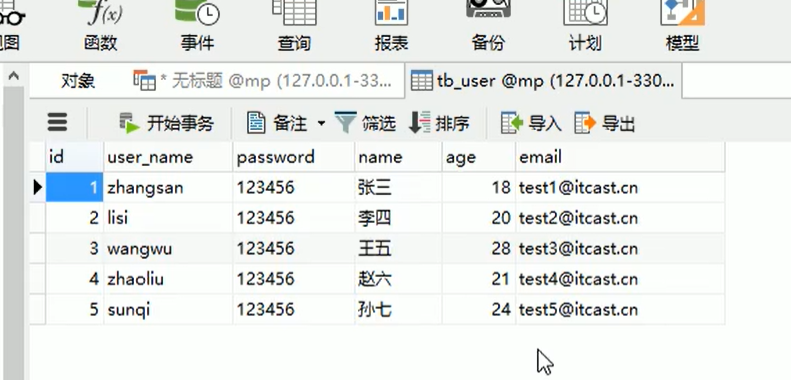 f(x)
视图 函数 事件 查询 报表 备份 计划 模型
对象 * 无标题 @mp (127.0.0.1-33... tb_user @mp (127.0.0.1-330...
开始事务 备注 筛选 排序 导入 导出
id user_name password name age email
1 zhangsan 123456 张三 18 test1@itcast.cn
2 lisi 123456 李四 20 test2@itcast.cn
3 wangwu 123456 王五 28 test3@itcast.cn
4 zhaoliu 123456 赵六 21 test4@itcast.cn
5 sunqi 123456 孙七 24 test5@itcast.cn